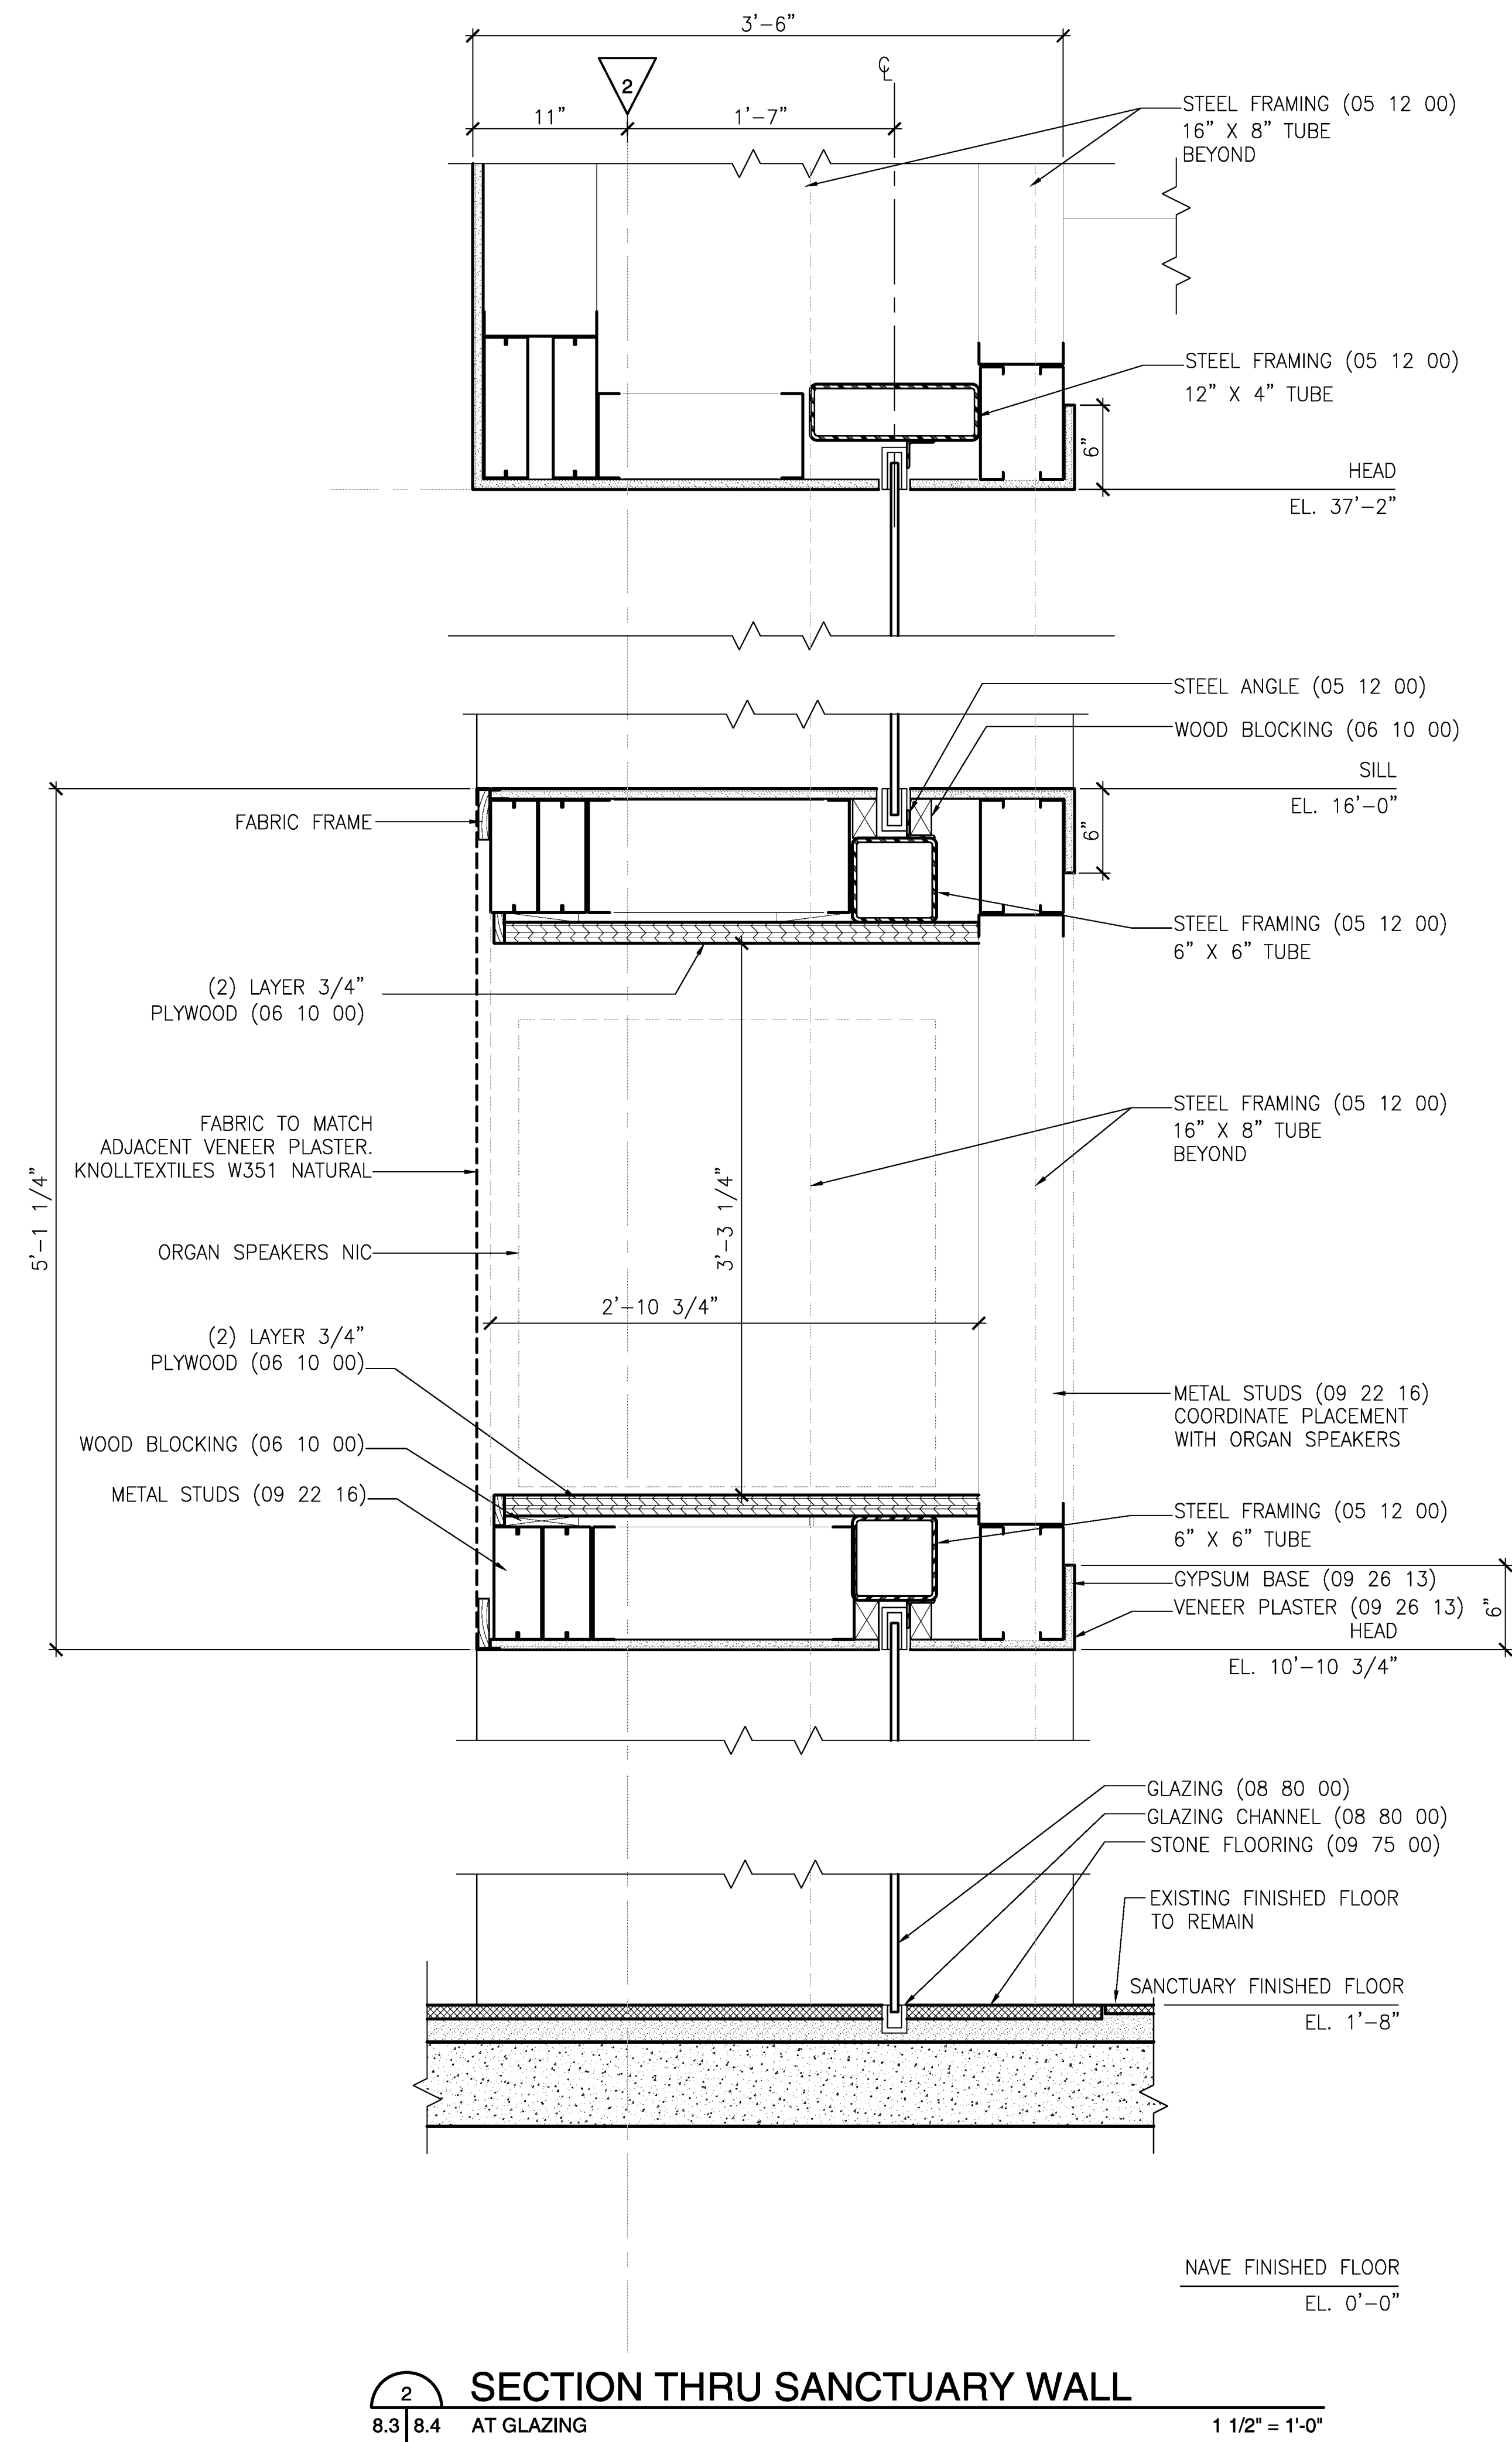 3'-6"
2
CL
11"
1'-7"
STEEL FRAMING (05 12 00)
16" X 8" TUBE
BEYOND
STEEL FRAMING (05 12 00)
12" X 4" TUBE
6"
HEAD
EL. 37'-2"
STEEL ANGLE (05 12 00)
WOOD BLOCKING (06 10 00)
SILL
EL. 16'-0"
6"
FABRIC FRAME
STEEL FRAMING (05 12 00)
6" X 6" TUBE
(2) LAYER 3/4"
PLYWOOD (06 10 00)
FABRIC TO MATCH
ADJACENT VENEER PLASTER.
KNOLLTEXTILES W351 NATURAL
STEEL FRAMING (05 12 00)
16" X 8" TUBE
BEYOND
5'-1 1/4"
3'-3 1/4"
ORGAN SPEAKERS NIC
2'-10 3/4"
(2) LAYER 3/4"
PLYWOOD (06 10 00)
METAL STUDS (09 22 16)
COORDINATE PLACEMENT
WITH ORGAN SPEAKERS
WOOD BLOCKING (06 10 00)
METAL STUDS (09 22 16)
STEEL FRAMING (05 12 00)
6" X 6" TUBE
GYPSUM BASE (09 26 13)
VENEER PLASTER (09 26 13)
6"
HEAD
EL. 10'-10 3/4"
GLAZING (08 80 00)
GLAZING CHANNEL (08 80 00)
STONE FLOORING (09 75 00)
EXISTING FINISHED FLOOR
TO REMAIN
SANCTUARY FINISHED FLOOR
EL. 1'-8"
NAVE FINISHED FLOOR
EL. 0'-0"
2
SECTION THRU SANCTUARY WALL
8.3 8.4 AT GLAZING 1 1/2" = 1'-0"